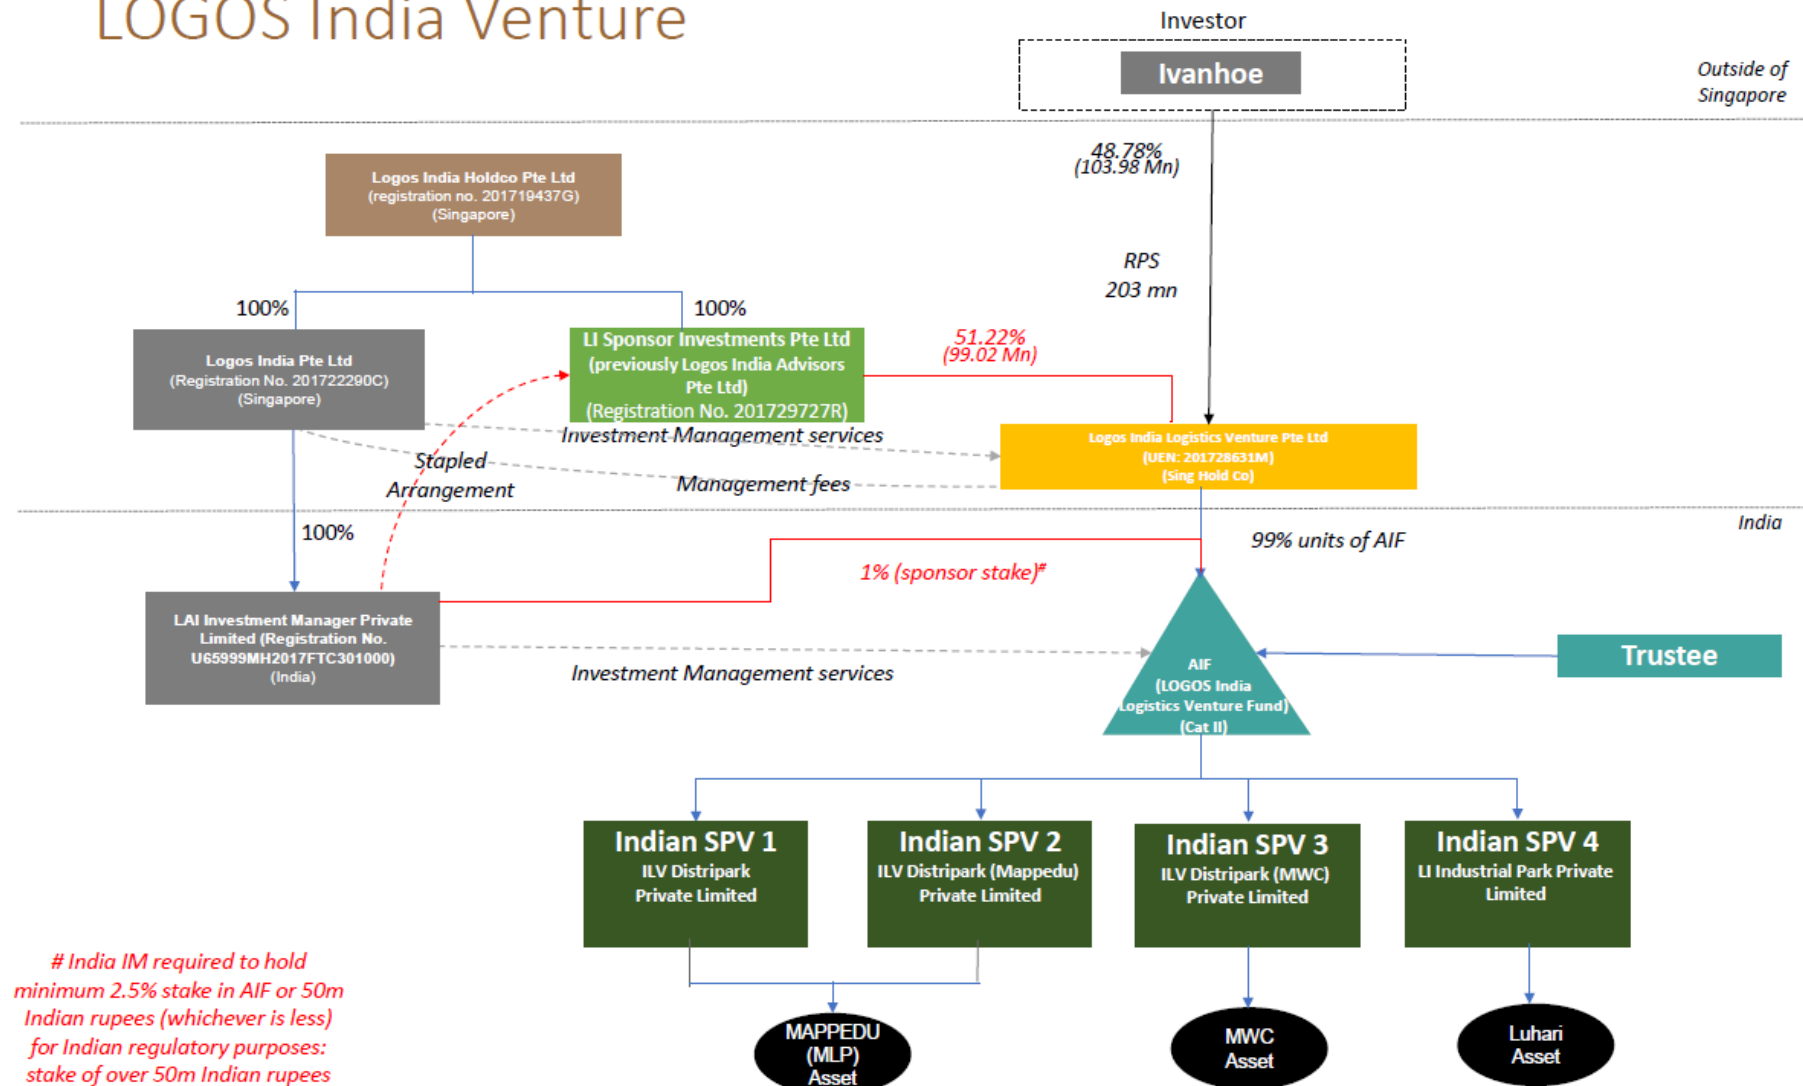 LOGOS India Venture
Investor
Ivanhoe
Outside of
Singapore
48.78%
(103.98 Mn)
Logos India Holdco Pte Ltd
(registration no. 201719437G)
(Singapore)
RPS
203 mn
100%
100%
Logos India Pte Ltd
(Registration No. 201722290C)
(Singapore)
LI Sponsor Investments Pte Ltd
(previously Logos India Advisors
Pte Ltd)
(Registration No. 201729727R)
51.22%
(99.02 Mn)
Investment Management services
Logos India Logistics Venture Pte Ltd
(UEN: 201728631M)
(Sing Hold Co)
Stapled
Arrangement
Management fees
India
100%
99% units of AIF
1% (sponsor stake)#
LAI Investment Manager Private
Limited (Registration No.
U65999MH2017FTC301000)
(India)
Investment Management services
AIF
(LOGOS India
Logistics Venture Fund)
(Cat II)
Trustee
Indian SPV 1
ILV Distripark
Private Limited
Indian SPV 2
ILV Distripark (Mappedu)
Private Limited
Indian SPV 3
ILV Distripark (MWC)
Private Limited
Indian SPV 4
LI Industrial Park Private
Limited
# India IM required to hold
minimum 2.5% stake in AIF or 50m
Indian rupees (whichever is less)
for Indian regulatory purposes:
stake of over 50m Indian rupees
MAPPEDU
(MLP)
Asset
MWC
Asset
Luhari
Asset